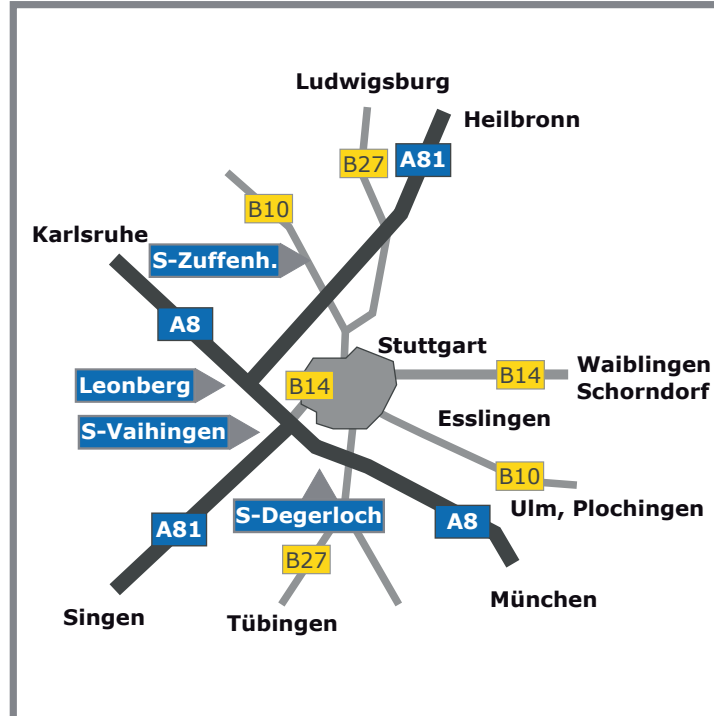 Ludwigsburg
Heilbronn
B27
A81
B10
Karlsruhe
S-Zuffenh.
A8
Stuttgart
Leonberg
B14
B14
Waiblingen
Schorndorf
Esslingen
S-Vaihingen
B10
Ulm, Plochingen
S-Degerloch
A81
A8
B27
München
Singen
Tübingen